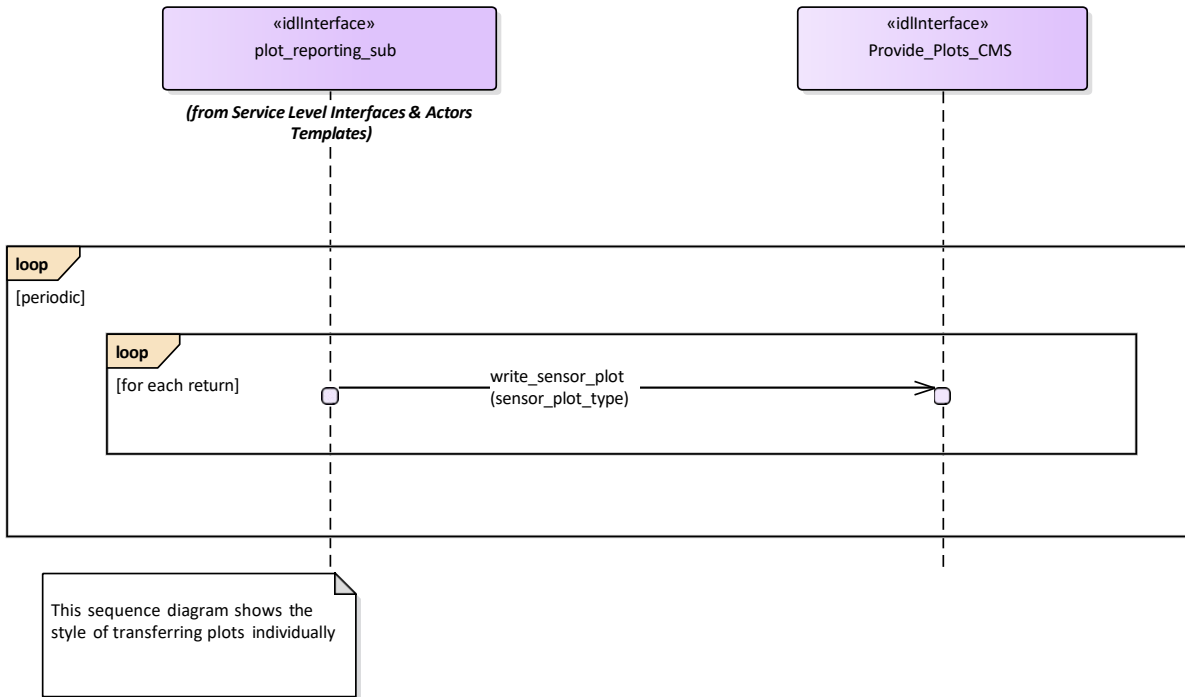 «idlInterface»
plot_reporting_sub
«idlInterface»
Provide_Plots_CMS
(from Service Level Interfaces & Actors
Templates)
loop
[periodic]
loop
[for each return]
write_sensor_plot
(sensor_plot_type)
This sequence diagram shows the
style of transferring plots individually